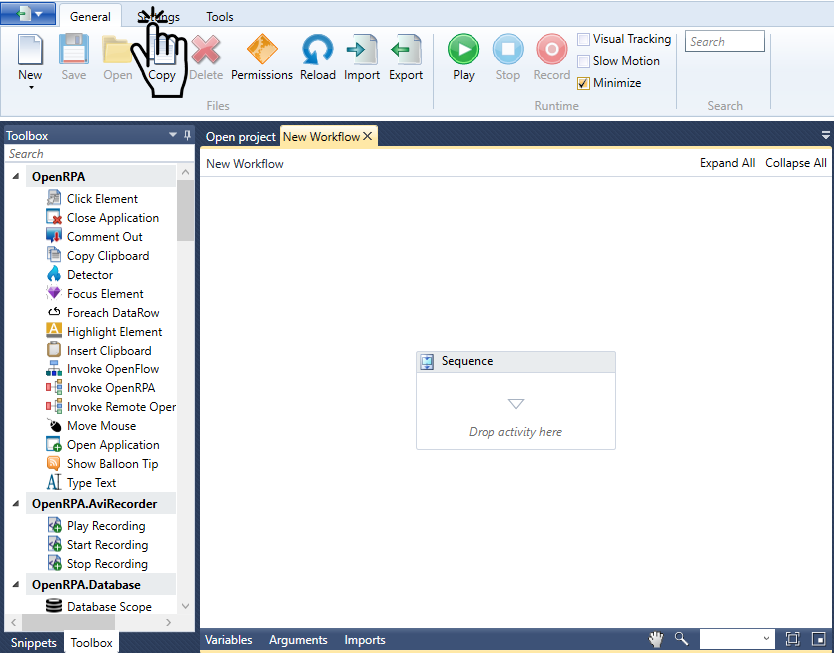 General Settings Tools
New Save Open Copy Delete Permissions Reload Import Export
Files
Play Stop Record
Visual Tracking
Slow Motion
Minimize
Runtime
Search
Search
Toolbox
Search
OpenRPA
Click Element
Close Application
Comment Out
Copy Clipboard
Detector
Focus Element
Foreach DataRow
Highlight Element
Insert Clipboard
Invoke OpenFlow
Invoke OpenRPA
Invoke Remote Oper
Move Mouse
Open Application
Show Balloon Tip
Type Text
OpenRPA.AviRecorder
Play Recording
Start Recording
Stop Recording
OpenRPA.Database
Database Scope
Snippets Toolbox
Open project New Workflow
New Workflow Expand All Collapse All
Sequence
Drop activity here
Variables Arguments Imports